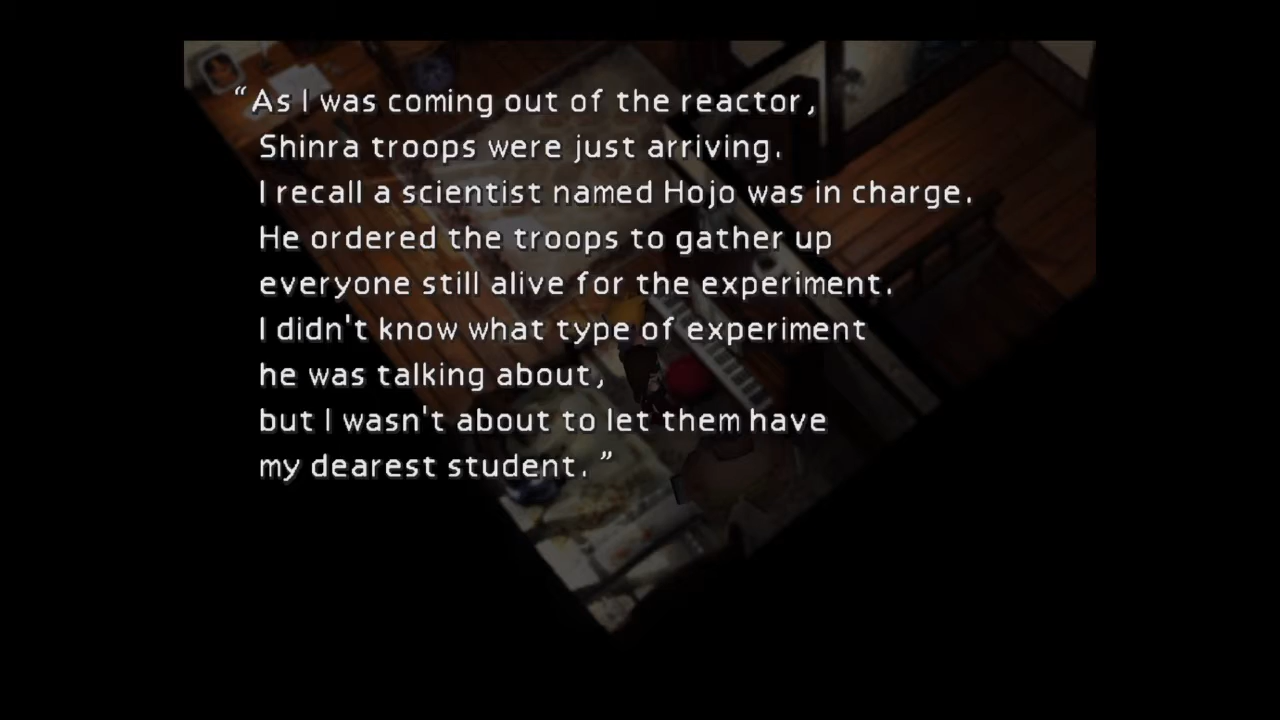 “As I was coming out of the reactor,
Shinra troops were just arriving.
I recall a scientist named Hojo was in charge.
He ordered the troops to gather up
everyone still alive for the experiment.
I didn't know what type of experiment
he was talking about,
but I wasn't about to let them have
my dearest student.”